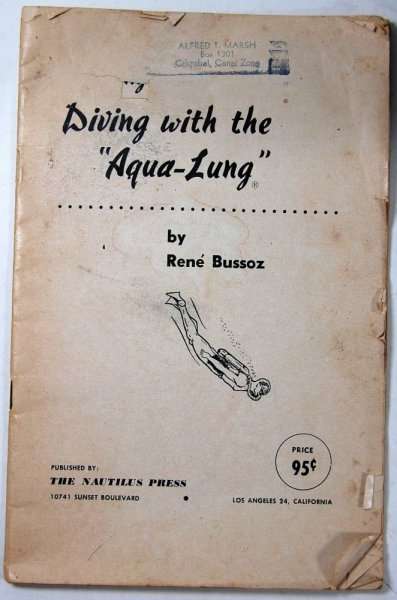 ALFRED T. MARSH
Box 1301
Cristobal, Canal Zone
Diving with the
"Aqua-Lung"®
by
René Bussoz
PRICE
95¢
PUBLISHED BY:
THE NAUTILUS PRESS
10741 SUNSET BOULEVARD • LOS ANGELES 24, CALIFORNIA